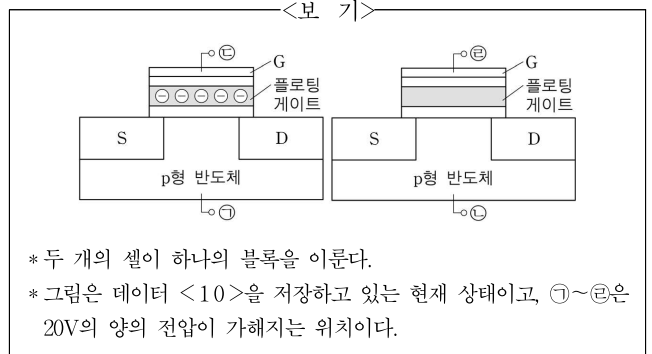 <보 기>
㉢
G
플로팅
게이트
S
D
p형 반도체
㉠
㉣
G
플로팅
게이트
S
D
p형 반도체
㉡
* 두 개의 셀이 하나의 블록을 이룬다.
* 그림은 데이터 <10>을 저장하고 있는 현재 상태이고, ㉠~㉣은
20V의 양의 전압이 가해지는 위치이다.